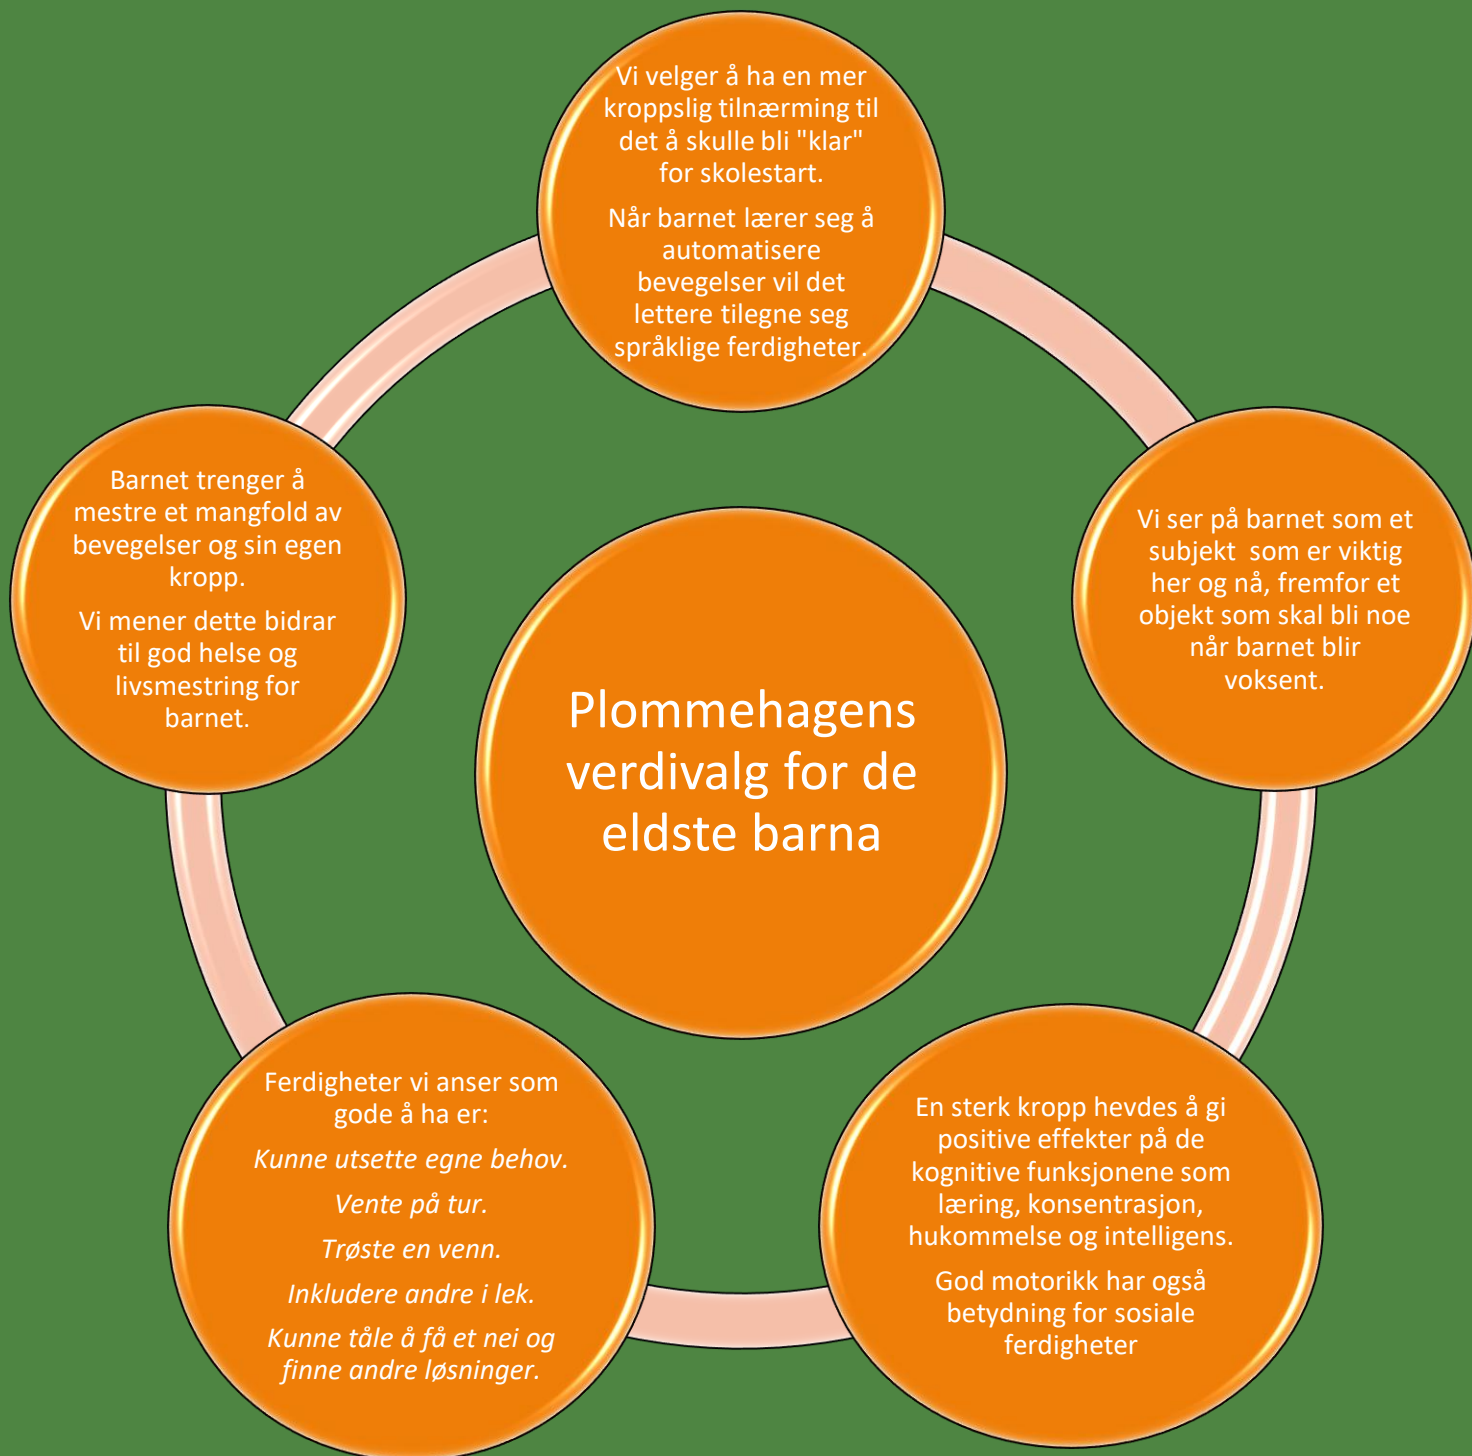 Vi velger å ha en mer
kroppslig tilnærming til
det å skulle bli "klar"
for skolestart.
Når barnet lærer seg å
automatisere
bevegelser vil det
lettere tilegne seg
språklige ferdigheter.
Vi ser på barnet som et
subjekt  som er viktig
her og nå, fremfor et
objekt som skal bli noe
når barnet blir
voksent.
En sterk kropp hevdes å gi
positive effekter på de
kognitive funksjonene som
læring, konsentrasjon,
hukommelse og intelligens.
God motorikk har også
betydning for sosiale
ferdigheter
Ferdigheter vi anser som
gode å ha er:
Kunne utsette egne behov.
Vente på tur.
Trøste en venn.
Inkludere andre i lek.
Kunne tåle å få et nei og
finne andre løsninger.
Barnet trenger å
mestre et mangfold av
bevegelser og sin egen
kropp.
Vi mener dette bidrar
til god helse og
livsmestring for
barnet.
Plommehagens
verdivalg for de
eldste barna